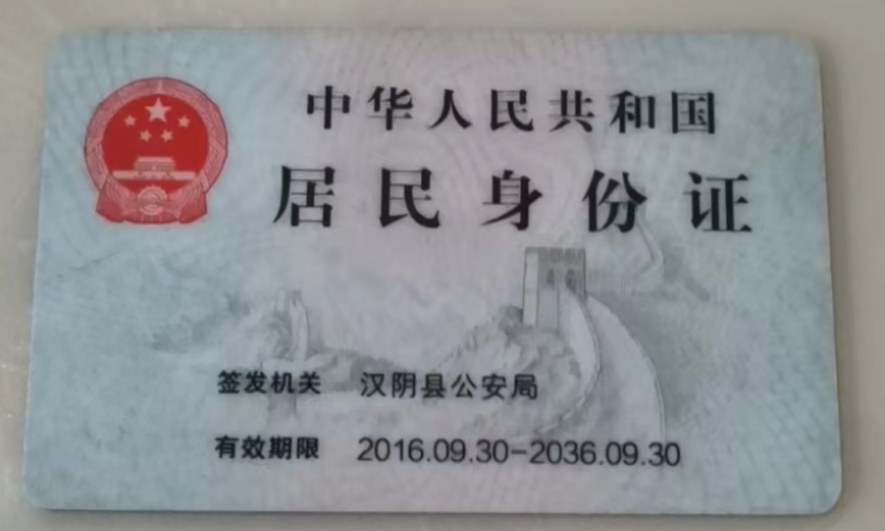 中华人民共和国
居民身份证
签发机关 汉阴县公安局
有效期限 2016.09.30-2036.09.30